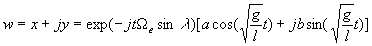 w = x + jy = exp(−jtΩ_e sin λ)[a cos(√(g/l) t) + jb sin(√(g/l) t)]